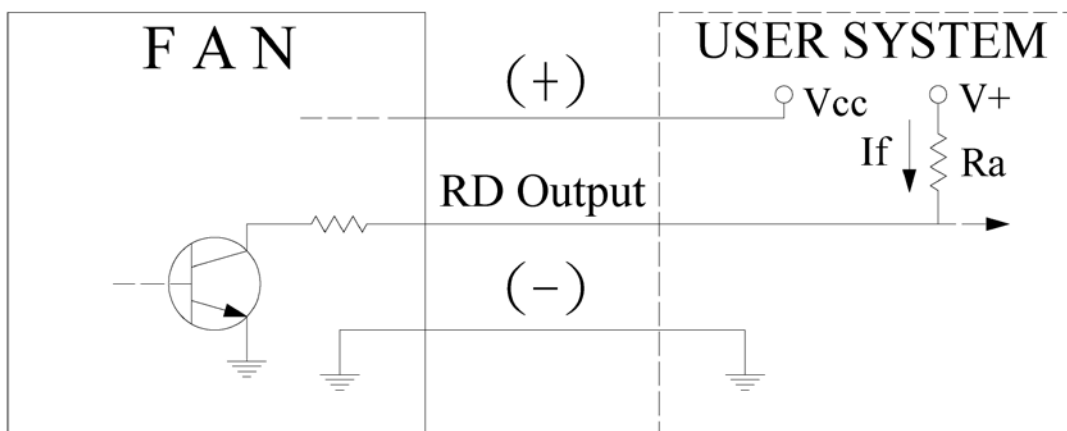 F A N
USER SYSTEM
(+)
Vcc
V+
If
Ra
RD Output
(-)